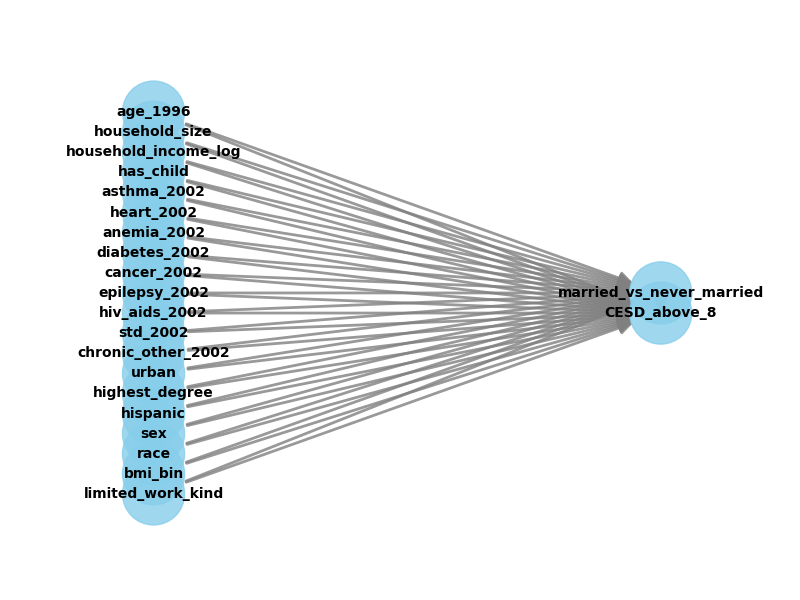 age_1996
household_size
household_income_log
has_child
asthma_2002
heart_2002
anemia_2002
diabetes_2002
cancer_2002
epilepsy_2002
hiv_aids_2002
std_2002
chronic_other_2002
urban
highest_degree
hispanic
sex
race
bmi_bin
limited_work_kind
married_vs_never_married
CESD_above_8